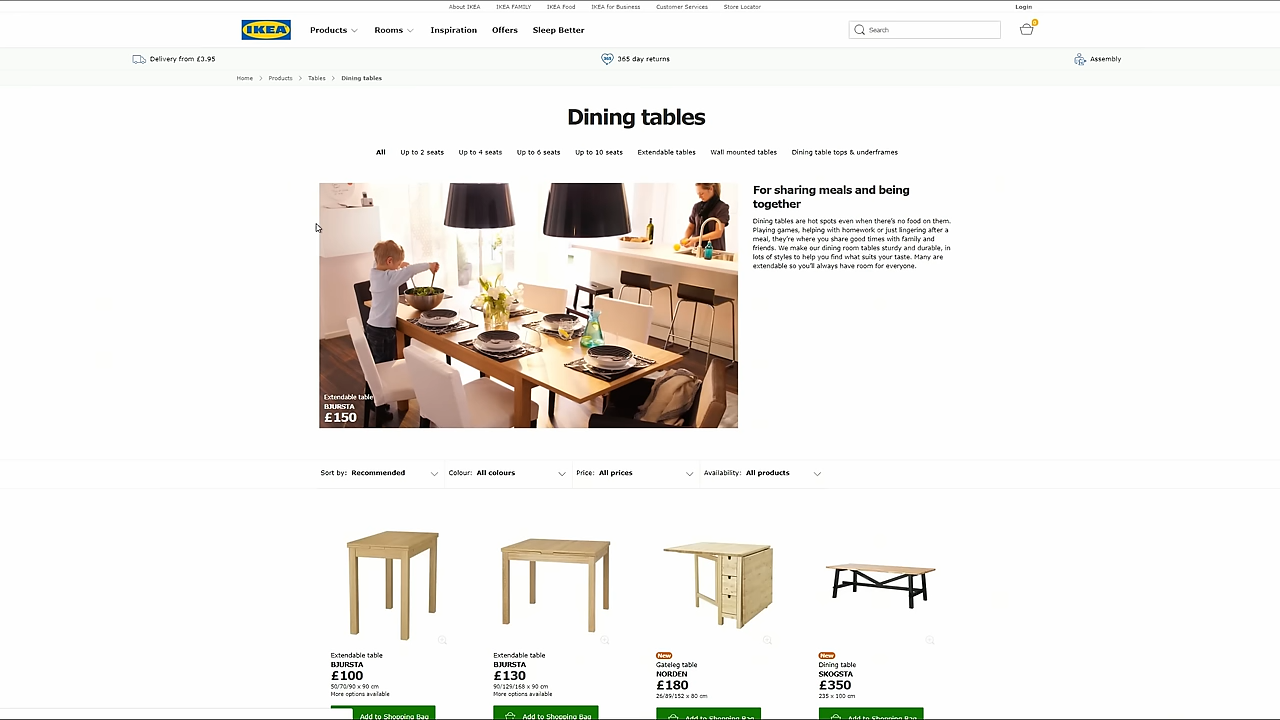 About IKEA IKEA FAMILY IKEA Food IKEA for Business Customer Services Store Locator Login
IKEA Products Rooms Inspiration Offers Sleep Better Search 0
Delivery from £3.95 365 365 day returns Assembly
Home Products Tables Dining tables
Dining tables
All Up to 2 seats Up to 4 seats Up to 6 seats Up to 10 seats Extendable tables Wall mounted tables Dining table tops & underframes
For sharing meals and being
together
Dining tables are hot spots even when there's no food on them.
Playing games, helping with homework or just lingering after a
meal, they're where you share good times with family and
friends. We make our dining room tables sturdy and durable, in
lots of styles to help you find what suits your taste. Many are
extendable so you'll always have room for everyone.
Extendable table
BJURSTA
£150
Sort by: Recommended Colour: All colours Price: All prices Availability: All products
Extendable table
BJURSTA
£100
50/70/90 x 90 cm
More options available
Add to Shopping Bag
Extendable table
BJURSTA
£130
90/129/168 x 90 cm
More options available
Add to Shopping Bag
New
Gateleg table
NORDEN
£180
26/89/152 x 80 cm
Add to Shopping Bag
New
Dining table
SKOGSTA
£350
235 x 100 cm
Add to Shopping Bag